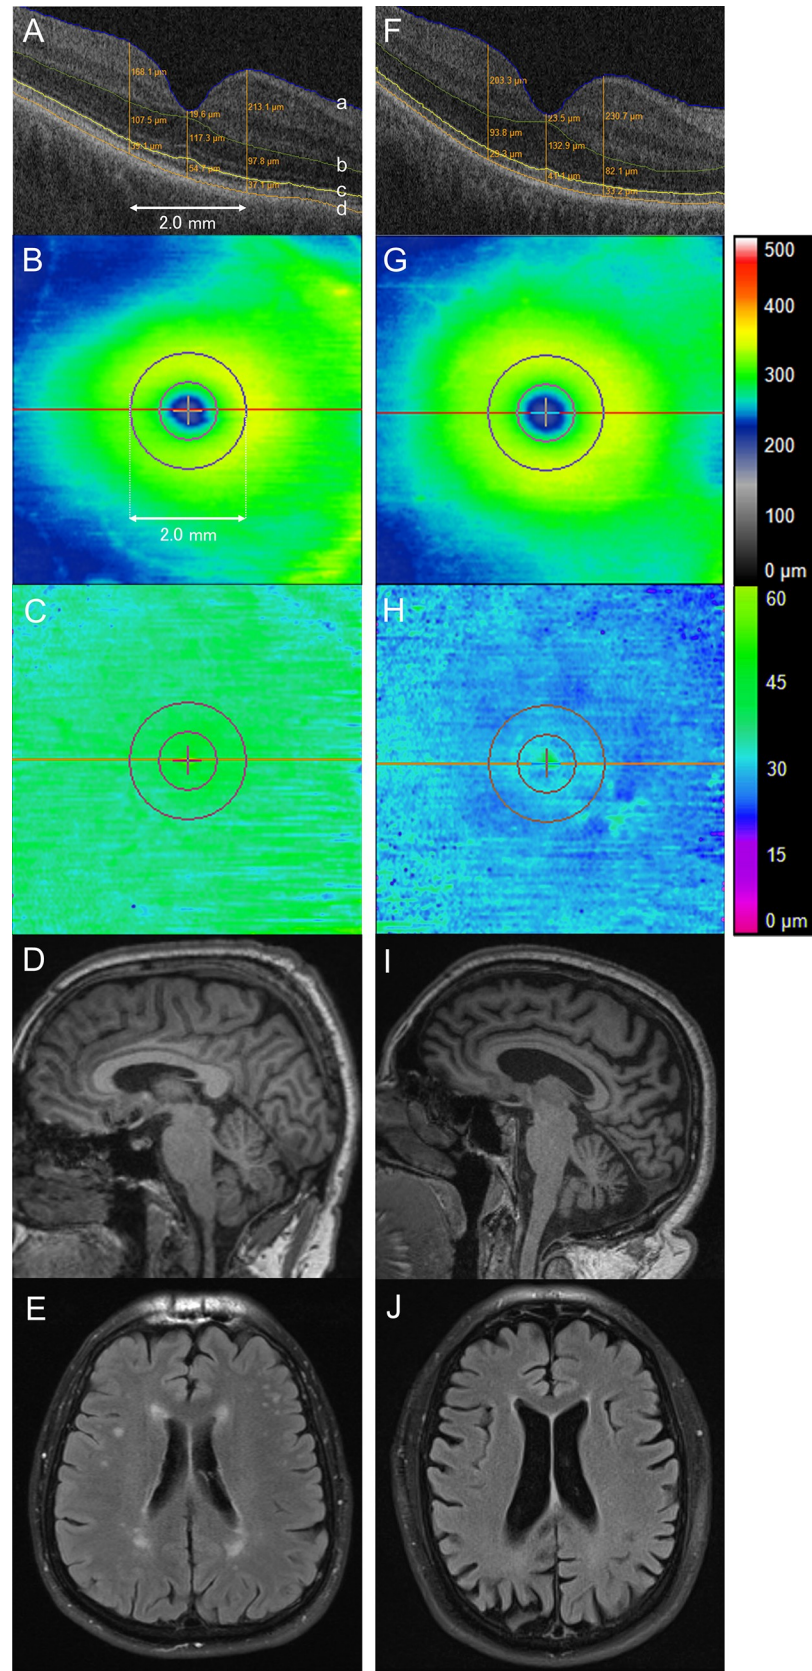 A
F
168.1 µm
19.6 µm
213.1 µm
a
203.3 µm
23.5 µm
230.7 µm
107.5 µm
117.3 µm
97.8 µm
b
93.8 µm
132.9 µm
82.1 µm
37.1 µm
c
29.3 µm
33.2 µm
d
2.0 mm
B
G
2.0 mm
500
400
300
200
100
0 µm
C
H
60
45
30
15
0 µm
D
I
E
J